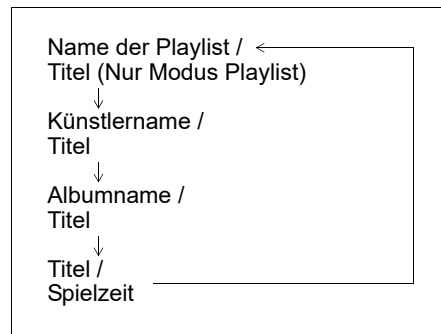 Name der Playlist /
Titel (Nur Modus Playlist)
Künstlername /
Titel
Albumname /
Titel
Titel /
Spielzeit